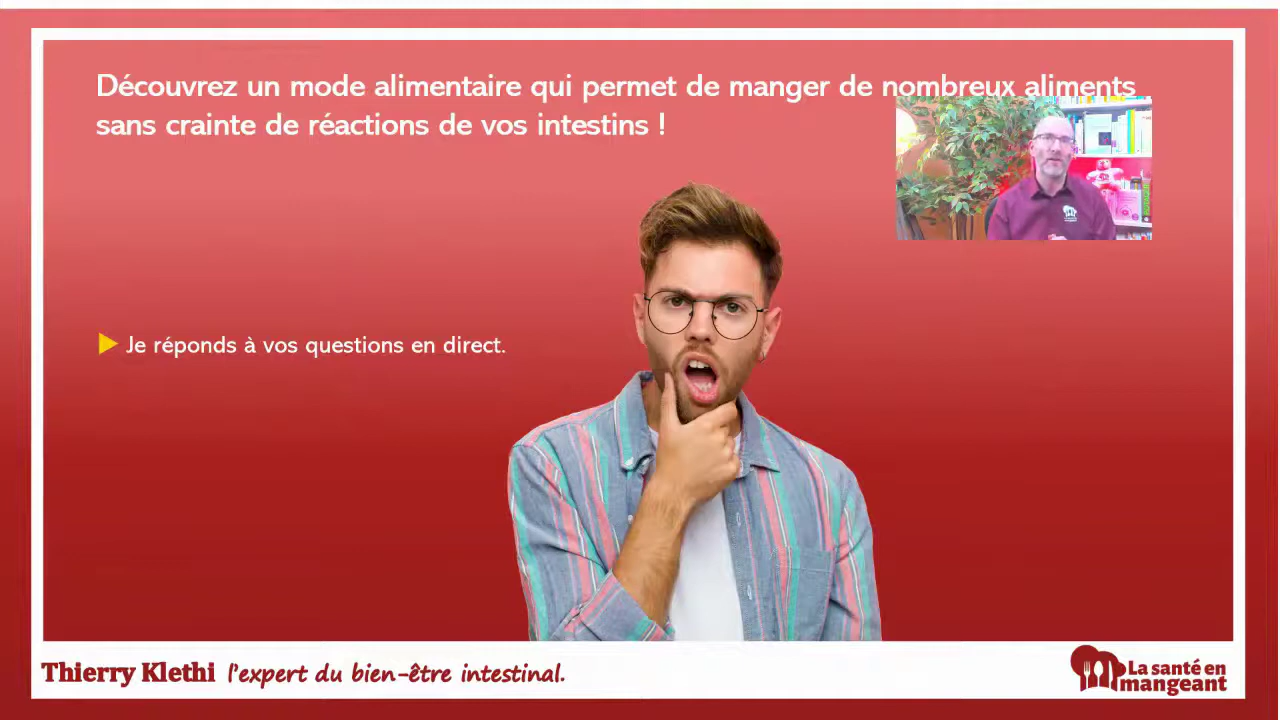 Découvrez un mode alimentaire qui permet de manger de nombreux aliments
sans crainte de réactions de vos intestins !
Je réponds à vos questions en direct.
Thierry Klethi l'expert du bien-être intestinal.
La santé en
mangeant